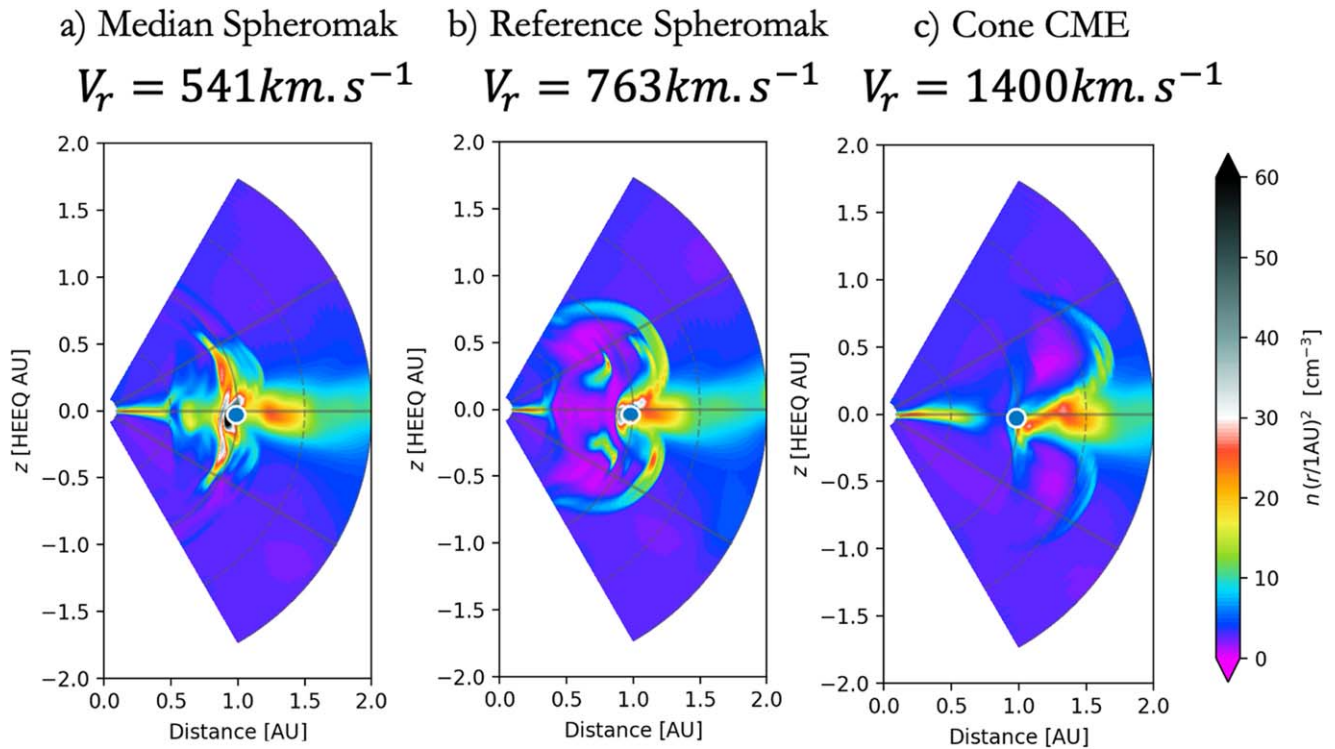 a) Median Spheromak
V_r = 541km.s⁻¹
b) Reference Spheromak
V_r = 763km.s⁻¹
c) Cone CME
V_r = 1400km.s⁻¹
z [HEEQ AU]
2.0
1.5
1.0
0.5
0.0
−0.5
−1.0
−1.5
−2.0
0.0 0.5 1.0 1.5 2.0
Distance [AU]
z [HEEQ AU]
2.0
1.5
1.0
0.5
0.0
−0.5
−1.0
−1.5
−2.0
0.0 0.5 1.0 1.5 2.0
Distance [AU]
z [HEEQ AU]
2.0
1.5
1.0
0.5
0.0
−0.5
−1.0
−1.5
−2.0
0.0 0.5 1.0 1.5 2.0
Distance [AU]
60
50
40
30
20
10
0
n (r/1AU)² [cm⁻³]